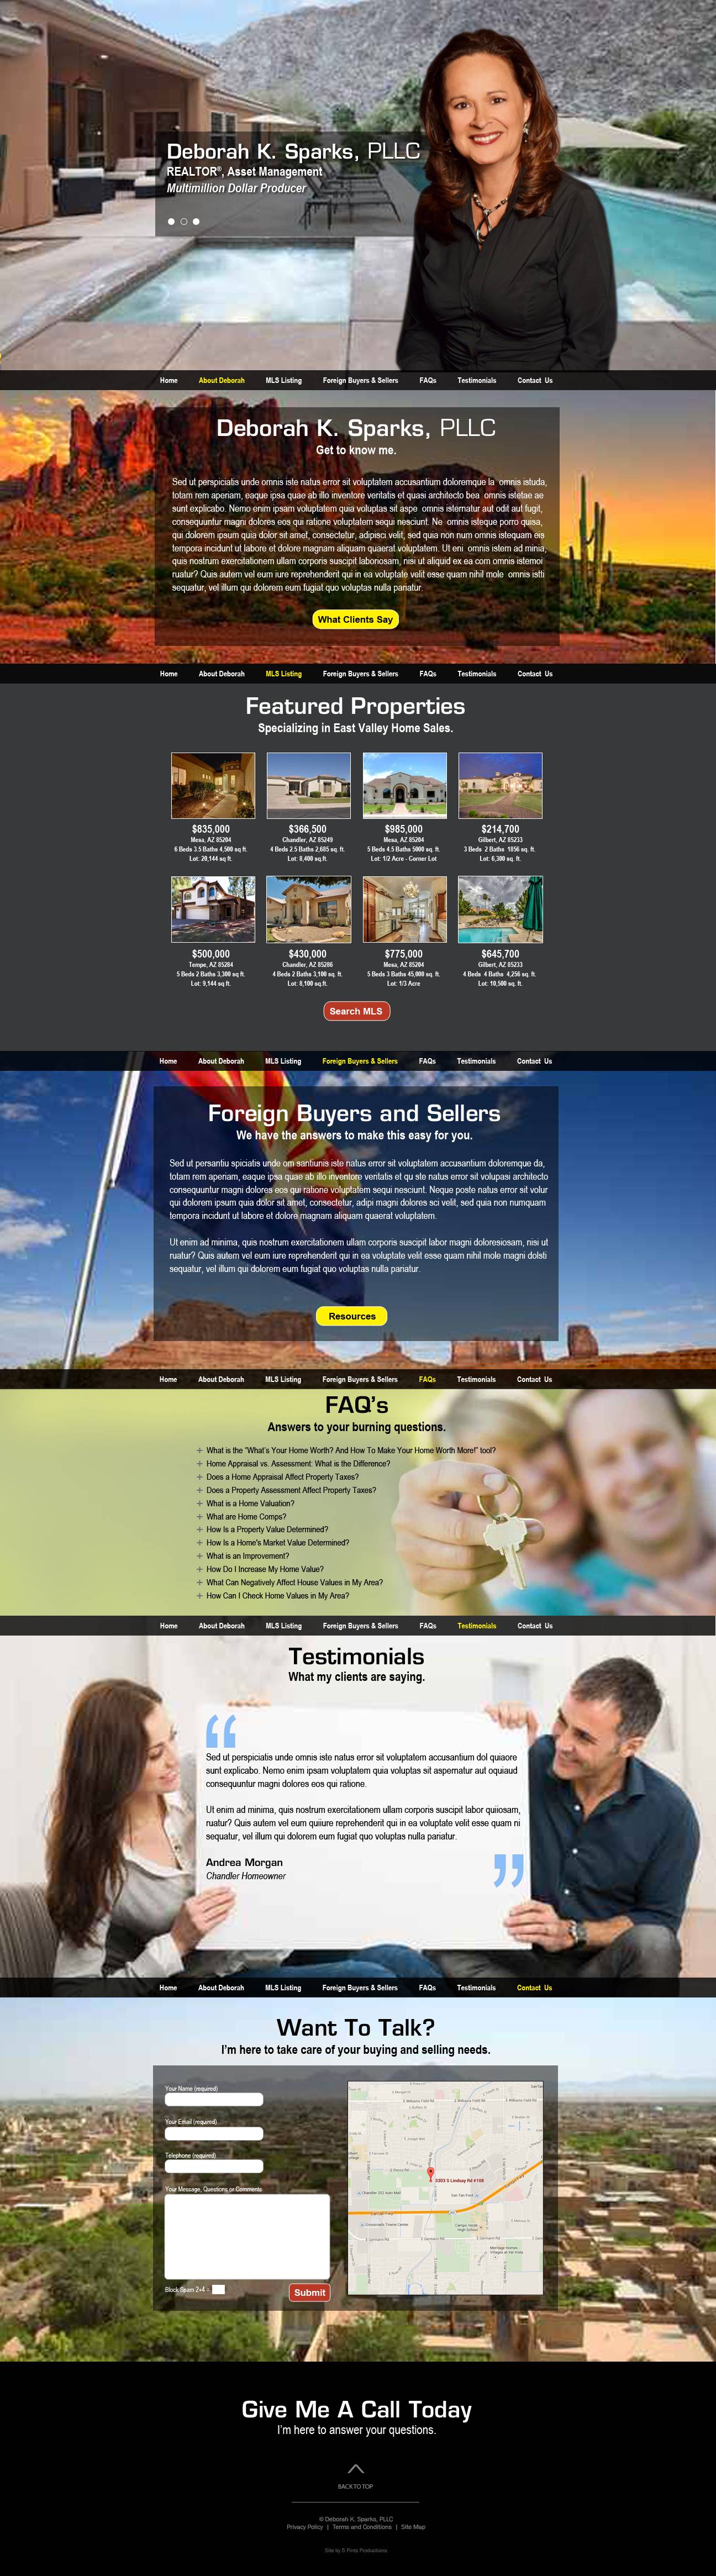 Deborah K. Sparks, PLLC
REALTOR®, Asset Management
Multimillion Dollar Producer
Home About Deborah MLS Listing Foreign Buyers & Sellers FAQs Testimonials Contact Us
Deborah K. Sparks, PLLC
Get to know me.
Sed ut perspiciatis unde omnis iste natus error sit voluptatem accusantium doloremque la omnis istuda,
totam rem aperiam, eaque ipsa quae ab illo inventore veritatis et quasi architecto bea omnis istetae ae
sunt explicabo. Nemo enim ipsam voluptatem quia voluptas sit aspe omnis istematur aut odit aut fugit,
consequuntur magni dolores eos qui ratione voluptatem sequi nesciunt. Ne omnis isteque porro quisa,
qui dolorem ipsum quia dolor sit amet, consectetur, adipisci velit, sed quia non num omnis istequam eis
tempora incidunt ut labore et dolore magnam aliquam quaerat voluptatem. Ut eni omnis istem ad minia,
quis nostrum exercitationem ullam corporis suscipit laboriosam, nisi ut aliquid ex ea com omnis istemoi
ruatur? Quis autem vel eum iure reprehenderit qui in ea voluptate velit esse quam nihil mole omnis istti
sequatur, vel illum qui dolorem eum fugiat quo voluptas nulla pariatur.
What Clients Say
Home About Deborah MLS Listing Foreign Buyers & Sellers FAQs Testimonials Contact Us
Featured Properties
Specializing in East Valley Home Sales.
$835,000 $366,500 $985,000 $214,700
Mesa, AZ 85204 Chandler, AZ 85249 Mesa, AZ 85204 Gilbert, AZ 85233
6 Beds 3.5 Baths 4,500 sq ft. 4 Beds 2.5 Baths 2,685 sq. ft. 5 Beds 4.5 Baths 5000 sq. ft. 3 Beds 2 Baths 1856 sq. ft.
Lot: 20,144 sq ft. Lot: 8,400 sq.ft. Lot: 1/2 Acre - Corner Lot Lot: 6,300 sq. ft.
$500,000 $430,000 $775,000 $645,700
Tempe, AZ 85284 Chandler, AZ 85286 Mesa, AZ 85204 Gilbert, AZ 85233
5 Beds 2 Baths 3,300 sq ft. 4 Beds 2 Baths 3,100 sq. ft. 5 Beds 3 Baths 45,000 sq. ft. 4 Beds 4 Baths 4,256 sq. ft.
Lot: 9,144 sq ft. Lot: 8,100 sq.ft. Lot: 1/3 Acre Lot: 10,500 sq. ft.
Search MLS
Home About Deborah MLS Listing Foreign Buyers & Sellers FAQs Testimonials Contact Us
Foreign Buyers and Sellers
We have the answers to make this easy for you.
Sed ut persantiu spiciatis unde om santiunis iste natus error sit voluptatem accusantium doloremque da,
totam rem aperiam, eaque ipsa quae ab illo inventore veritatis et qu ste natus error sit volupasi architecto
consequuntur magni dolores eos qui ratione voluptatem sequi nesciunt. Neque poste natus error sit volur
qui dolorem ipsum quia dolor sit amet, consectetur, adipi magni dolores sci velit, sed quia non numquam
tempora incidunt ut labore et dolore magnam aliquam quaerat voluptatem.
Ut enim ad minima, quis nostrum exercitationem ullam corporis suscipit labor magni doloresiosam, nisi ut
ruatur? Quis autem vel eum iure reprehenderit qui in ea voluptate velit esse quam nihil mole magni dolsti
sequatur, vel illum qui dolorem eum fugiat quo voluptas nulla pariatur.
Resources
Home About Deborah MLS Listing Foreign Buyers & Sellers FAQs Testimonials Contact Us
FAQ's
Answers to your burning questions.
+ What is the “What's Your Home Worth? And How To Make Your Home Worth More!” tool?
+ Home Appraisal vs. Assessment: What is the Difference?
+ Does a Home Appraisal Affect Property Taxes?
+ Does a Property Assessment Affect Property Taxes?
+ What is a Home Valuation?
+ What are Home Comps?
+ How Is a Property Value Determined?
+ How Is a Home's Market Value Determined?
+ What is an Improvement?
+ How Do I Increase My Home Value?
+ What Can Negatively Affect House Values in My Area?
+ How Can I Check Home Values in My Area?
Home About Deborah MLS Listing Foreign Buyers & Sellers FAQs Testimonials Contact Us
Testimonials
What my clients are saying.
“
Sed ut perspiciatis unde omnis iste natus error sit voluptatem accusantium dol quiaore
sunt explicabo. Nemo enim ipsam voluptatem quia voluptas sit aspernatur aut oquiaud
consequuntur magni dolores eos qui ratione.
Ut enim ad minima, quis nostrum exercitationem ullam corporis suscipit labor quiiosam,
ruatur? Quis autem vel eum quiiure reprehenderit qui in ea voluptate velit esse quam ni
sequatur, vel illum qui dolorem eum fugiat quo voluptas nulla pariatur.
Andrea Morgan
Chandler Homeowner
”
Home About Deborah MLS Listing Foreign Buyers & Sellers FAQs Testimonials Contact Us
Want To Talk?
I'm here to take care of your buying and selling needs.
Your Name (required)
Your Email (required)
Telephone (required)
Your Message, Questions or Comments
Block Spam 2+4 =
Submit
3303 S Lindsay Rd #108
Give Me A Call Today
I'm here to answer your questions.
BACK TO TOP
© Deborah K. Sparks, PLLC
Privacy Policy | Terms and Conditions | Site Map
Site by 5 Pints Productions